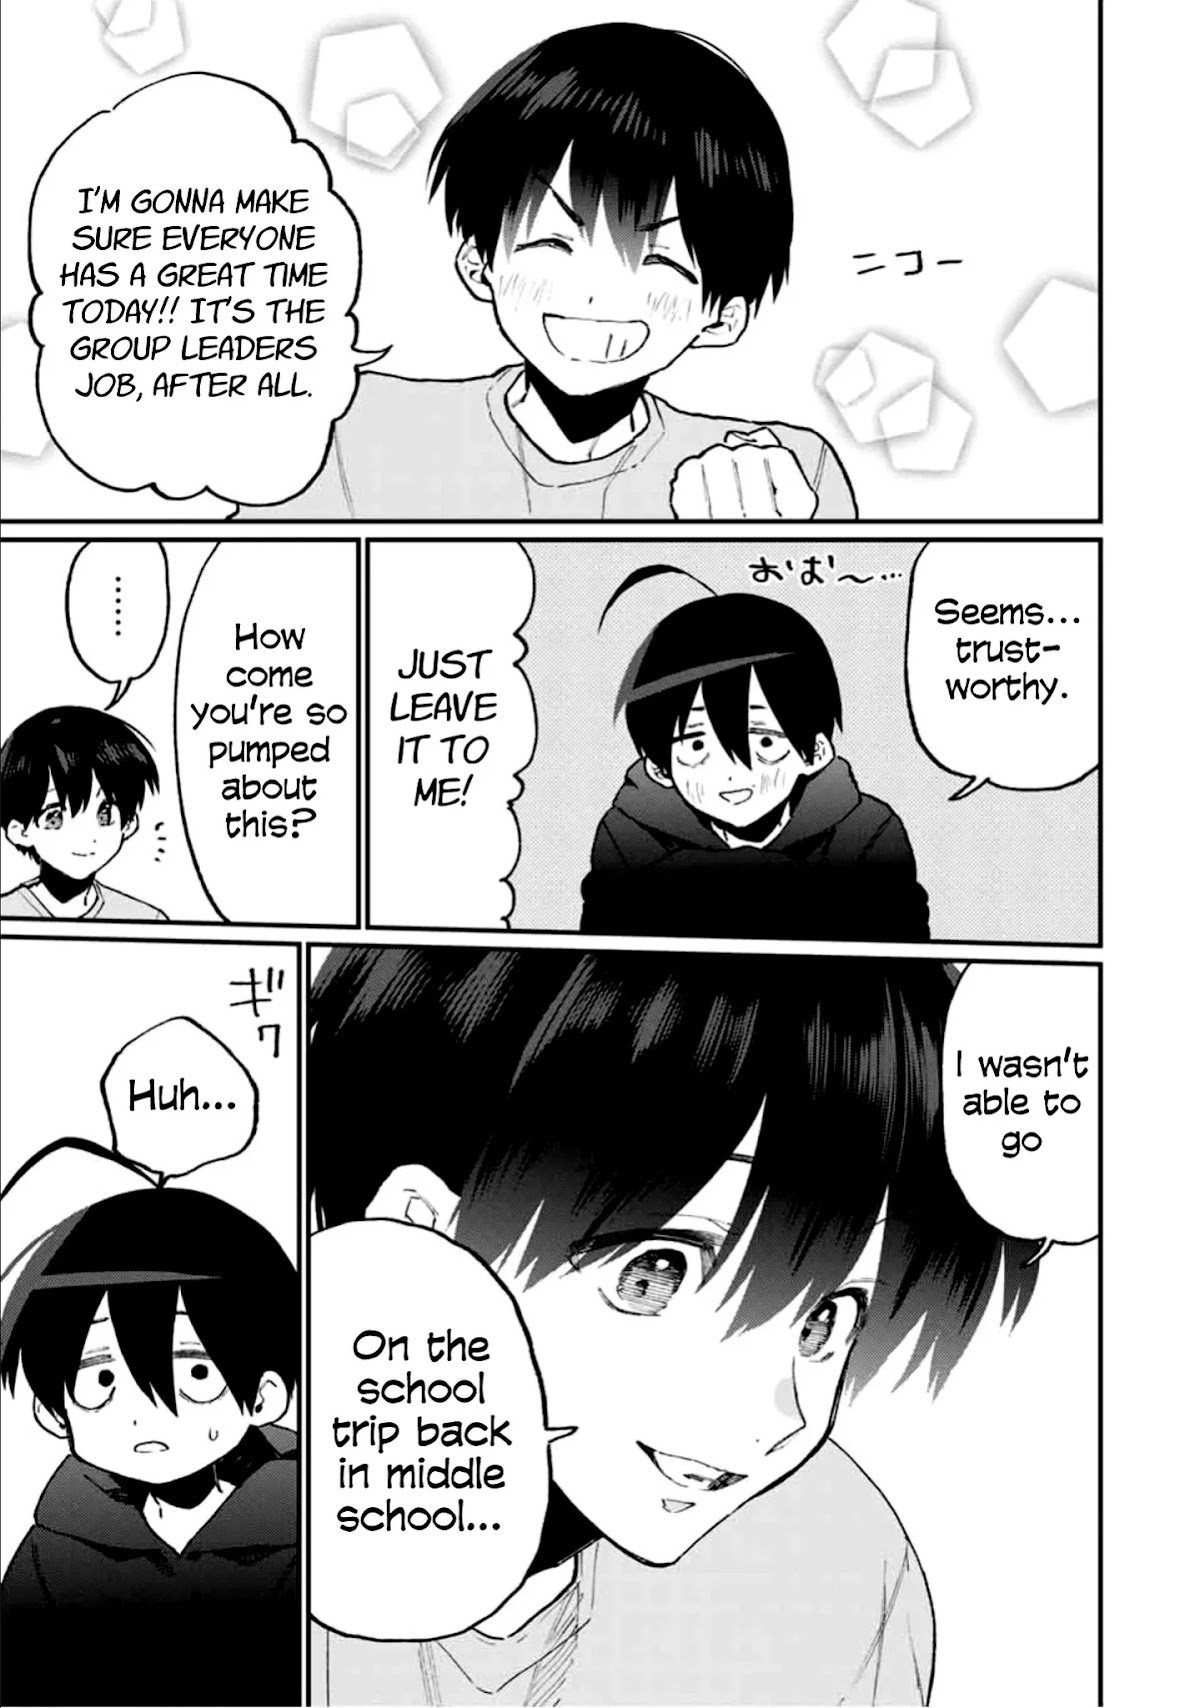 I'M GONNA MAKE
SURE EVERYONE
HAS A GREAT TIME
TODAY!! IT'S THE
GROUP LEADERS
JOB, AFTER ALL.
ニコー
Seems...
trust-
worthy.
おお〜...
JUST
LEAVE
IT TO
ME!
How
come
you're so
pumped
about
this?
......
I wasn't
able to
go
On the
school
trip back
in middle
school...
Huh...
ギク